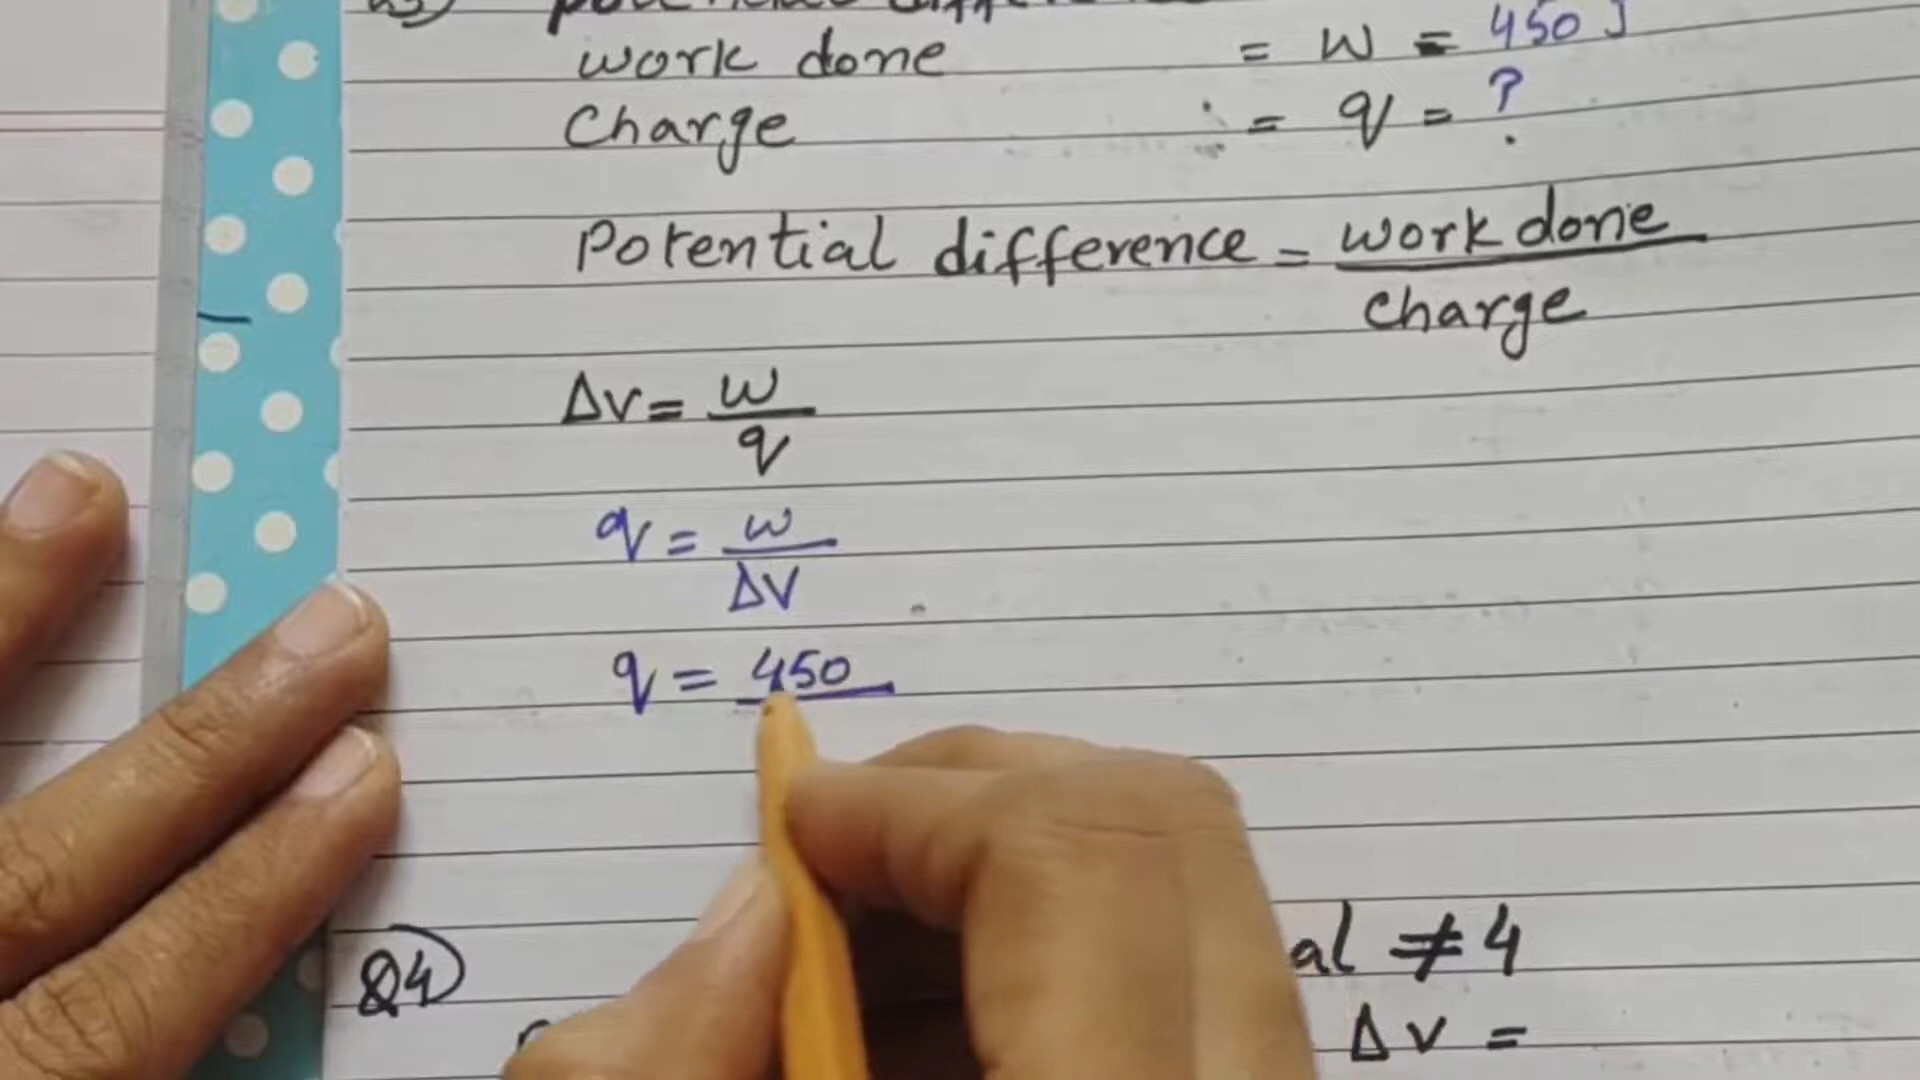 work done = W = 450 J
Charge = q = ?
Potential difference = work done / charge
ΔV = W / q
q = W / ΔV
q = 450
Q4)
al ≠ 4
ΔV =